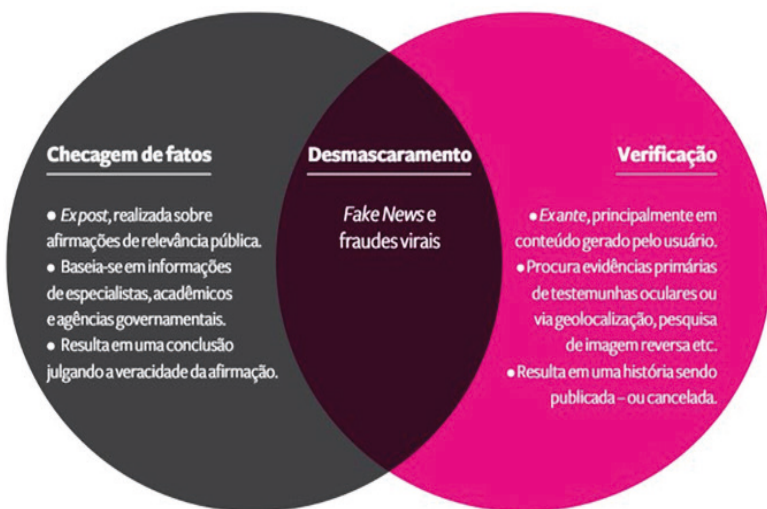 Checagem de fatos
• Ex post, realizada sobre
afirmações de relevância pública.
• Baseia-se em informações
de especialistas, acadêmicos
e agências governamentais.
• Resulta em uma conclusão
julgando a veracidade da afirmação.
Desmascaramento
Fake News e
fraudes virais
Verificação
• Ex ante, principalmente em
conteúdo gerado pelo usuário.
• Procura evidências primárias
de testemunhas oculares ou
via geolocalização, pesquisa
de imagem reversa etc.
• Resulta em uma história sendo
publicada – ou cancelada.